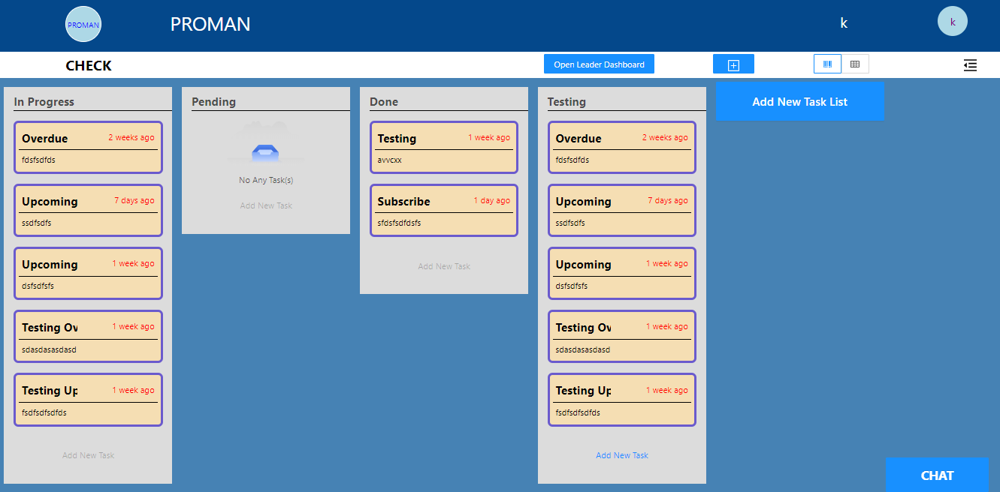 PROMAN
PROMAN
k
k
CHECK
Open Leader Dashboard
In Progress
Overdue
2 weeks ago
fdsfsdfds
Upcoming
7 days ago
ssdfsdfs
Upcoming
1 week ago
dsfsdfsfs
Testing Ov
1 week ago
sdasdasasdasd
Testing Up
1 week ago
fsdfsdfsdfds
Add New Task
Pending
No Any Task(s)
Add New Task
Done
Testing
1 week ago
avvcxx
Subscribe
1 day ago
sfdsfsdfdsfs
Add New Task
Testing
Overdue
2 weeks ago
fdsfsdfds
Upcoming
7 days ago
ssdfsdfs
Upcoming
1 week ago
dsfsdfsfs
Testing Ov
1 week ago
sdasdasasdasd
Testing Up
1 week ago
fsdfsdfsdfds
Add New Task
Add New Task List
CHAT